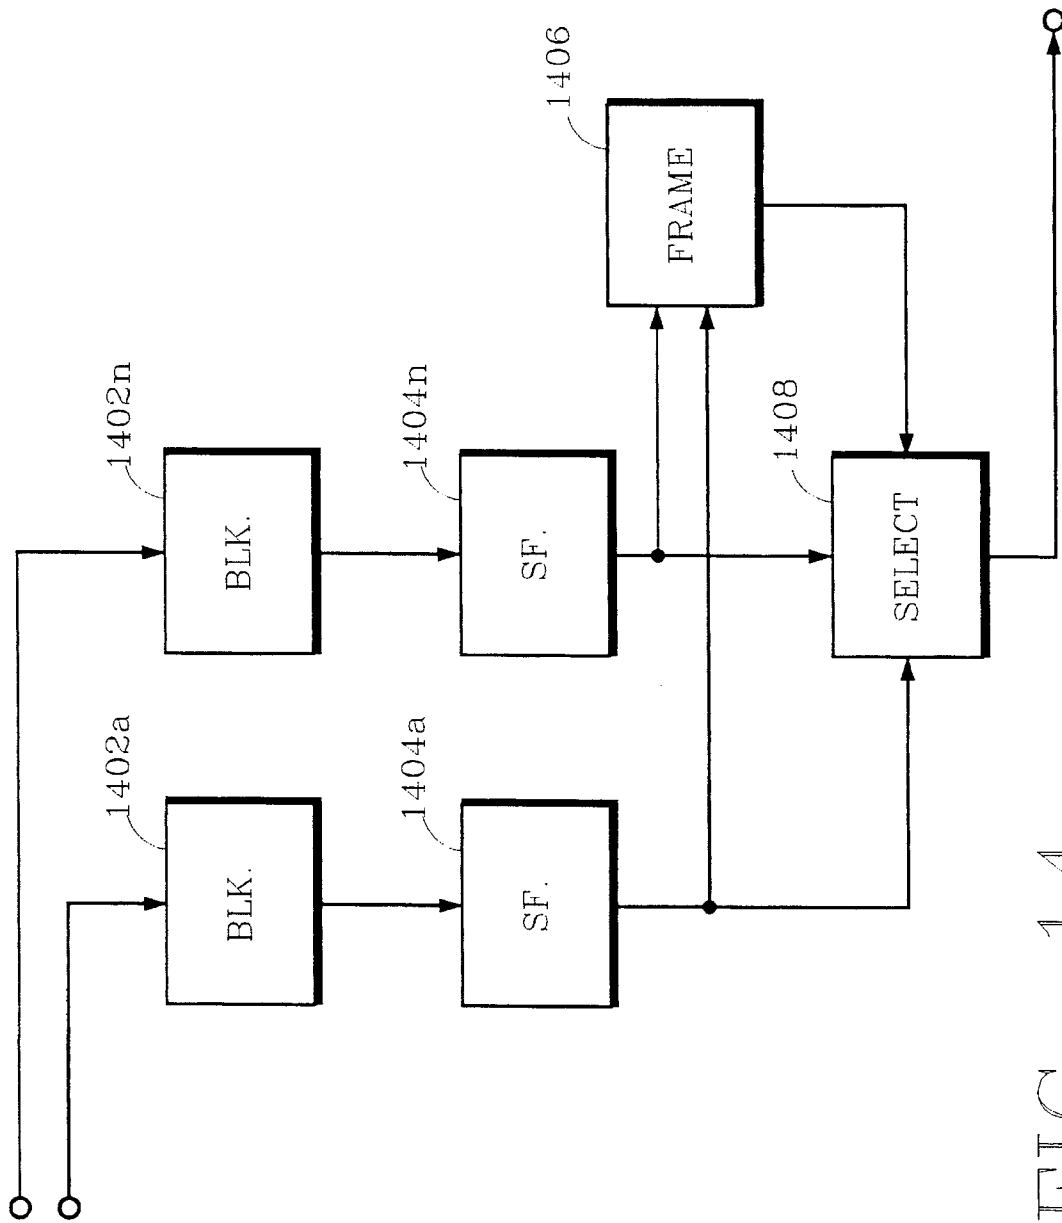 1402a
BLK.
1404a
SF.
1402n
BLK.
1404n
SF.
1406
FRAME
1408
SELECT
FIG. 14